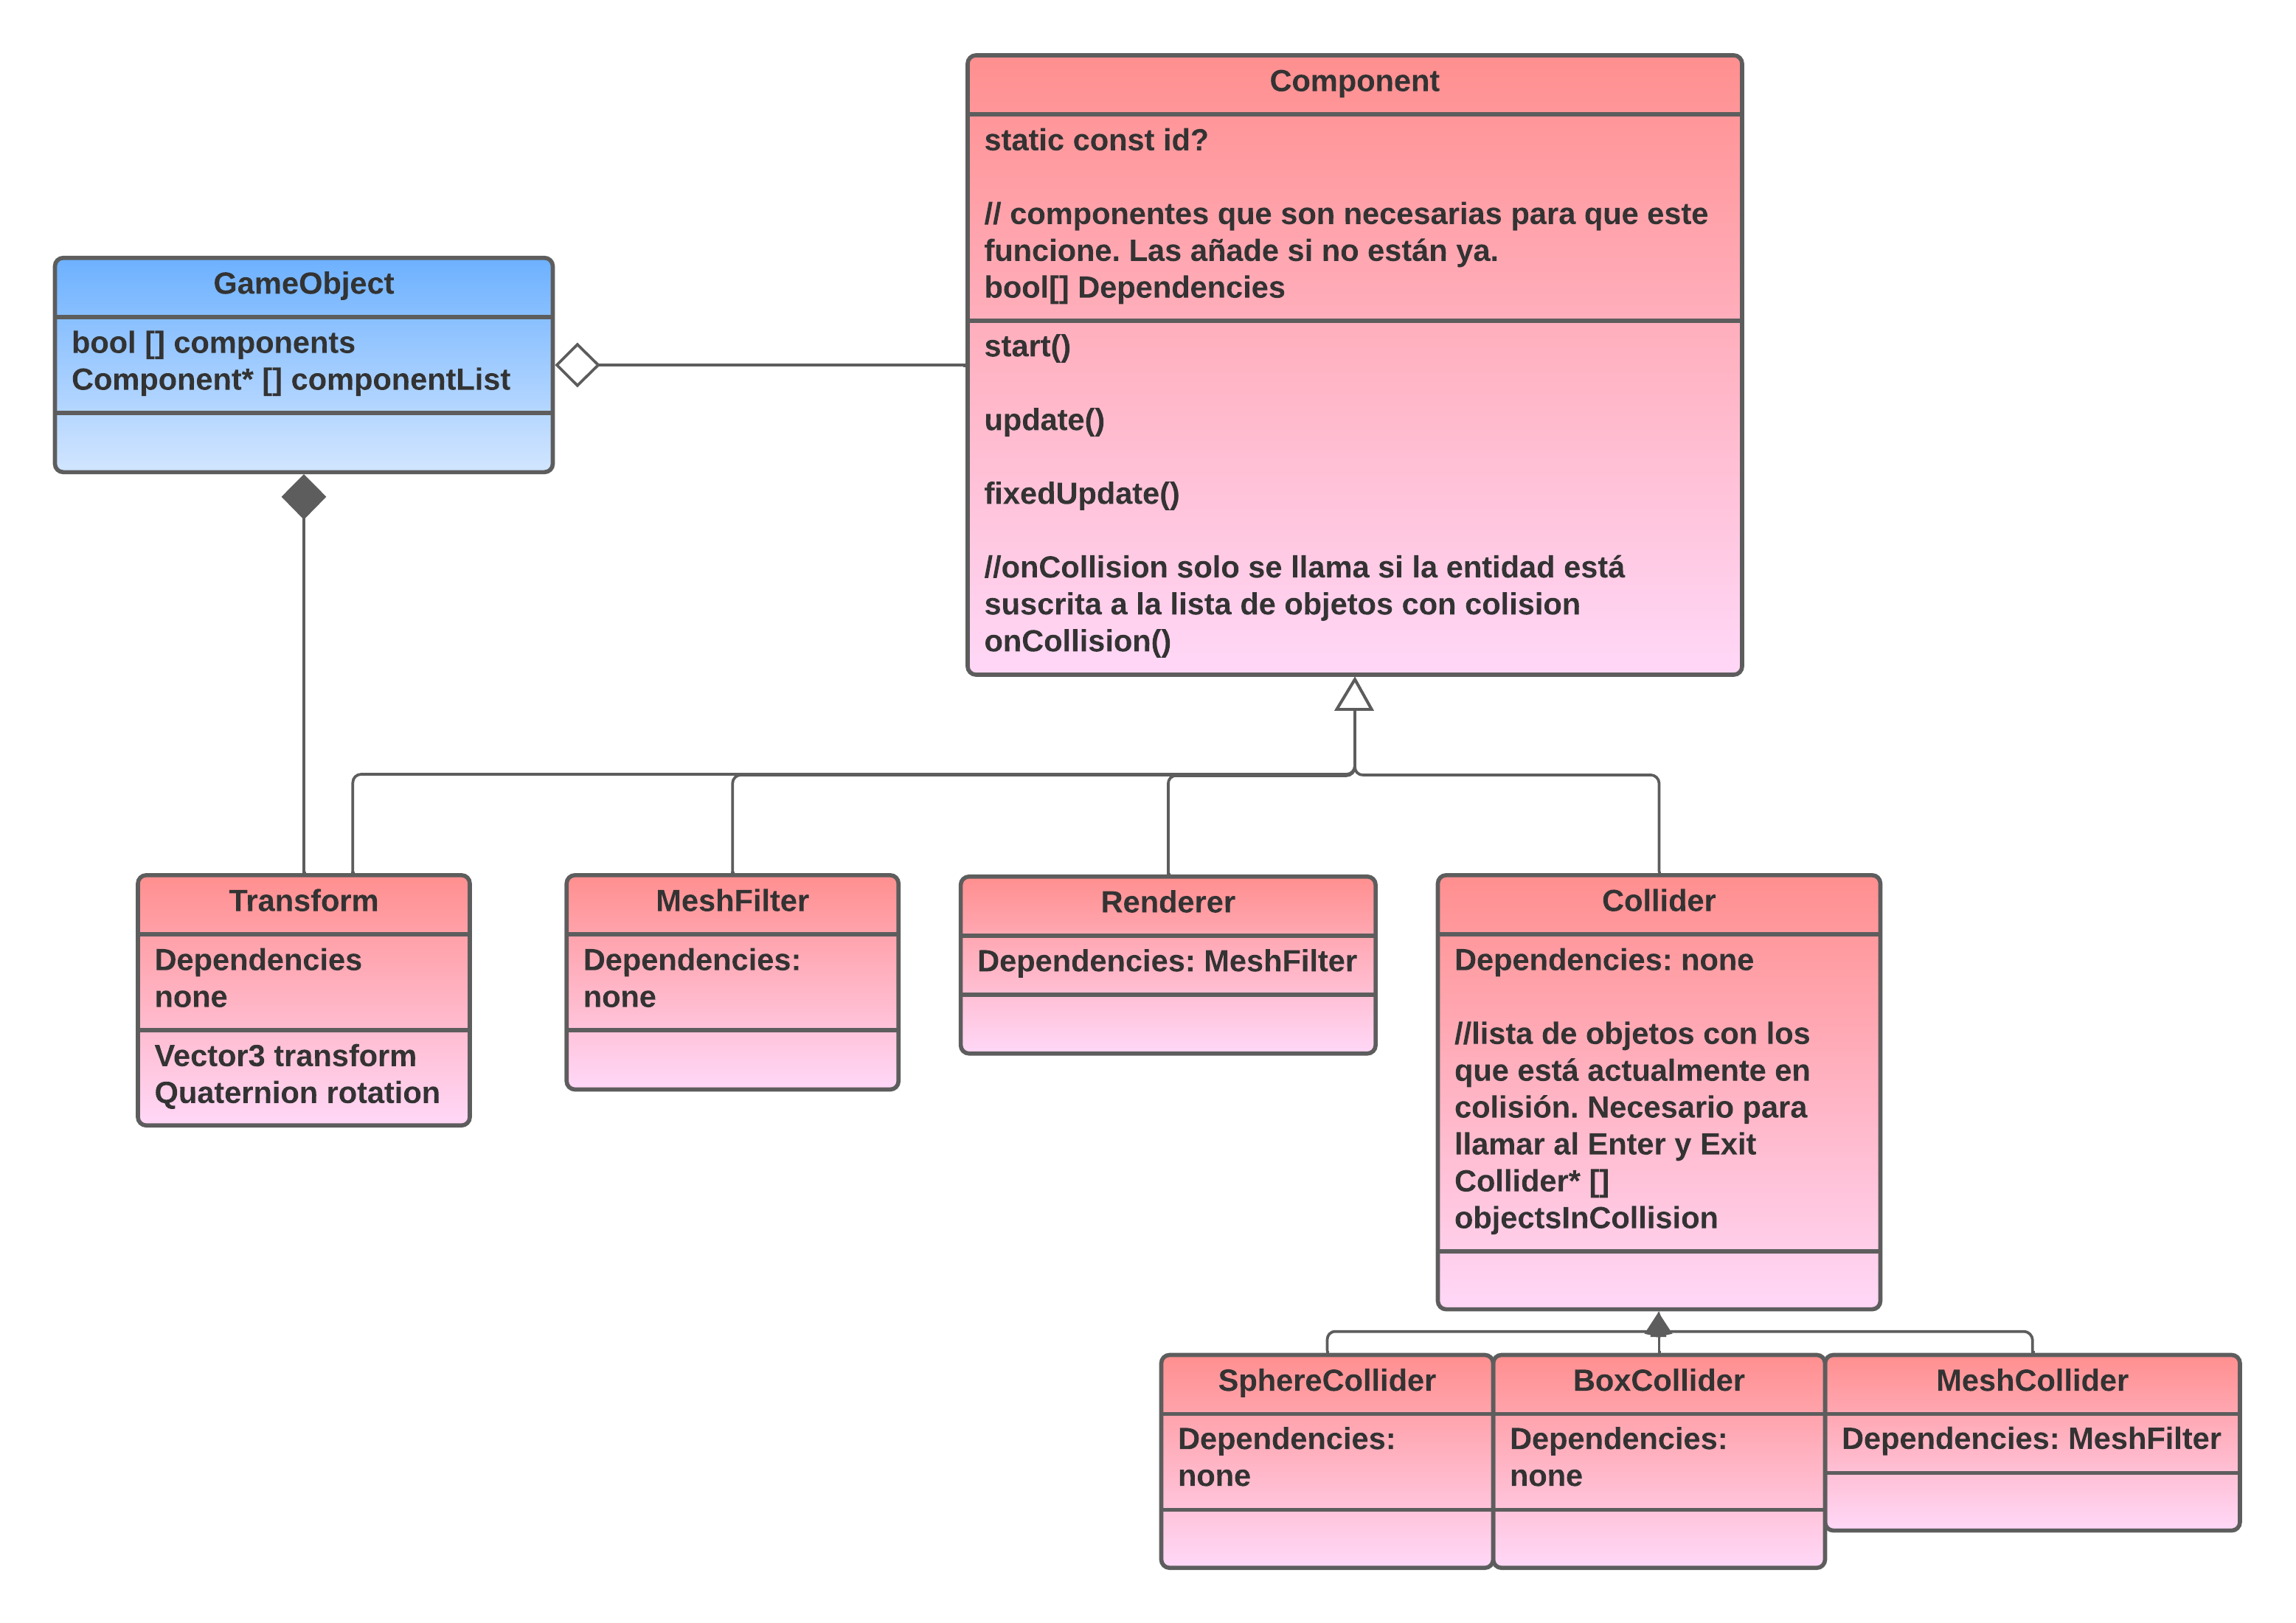 Component
static const id?
// componentes que son necesarias para que este
funcione. Las añade si no están ya.
bool[] Dependencies
start()
update()
fixedUpdate()
//onCollision solo se llama si la entidad está
suscrita a la lista de objetos con colision
onCollision()
GameObject
bool [] components
Component* [] componentList
Transform
Dependencies
none
Vector3 transform
Quaternion rotation
MeshFilter
Dependencies:
none
Renderer
Dependencies: MeshFilter
Collider
Dependencies: none
//lista de objetos con los
que está actualmente en
colisión. Necesario para
llamar al Enter y Exit
Collider* []
objectsInCollision
SphereCollider
Dependencies:
none
BoxCollider
Dependencies:
none
MeshCollider
Dependencies: MeshFilter